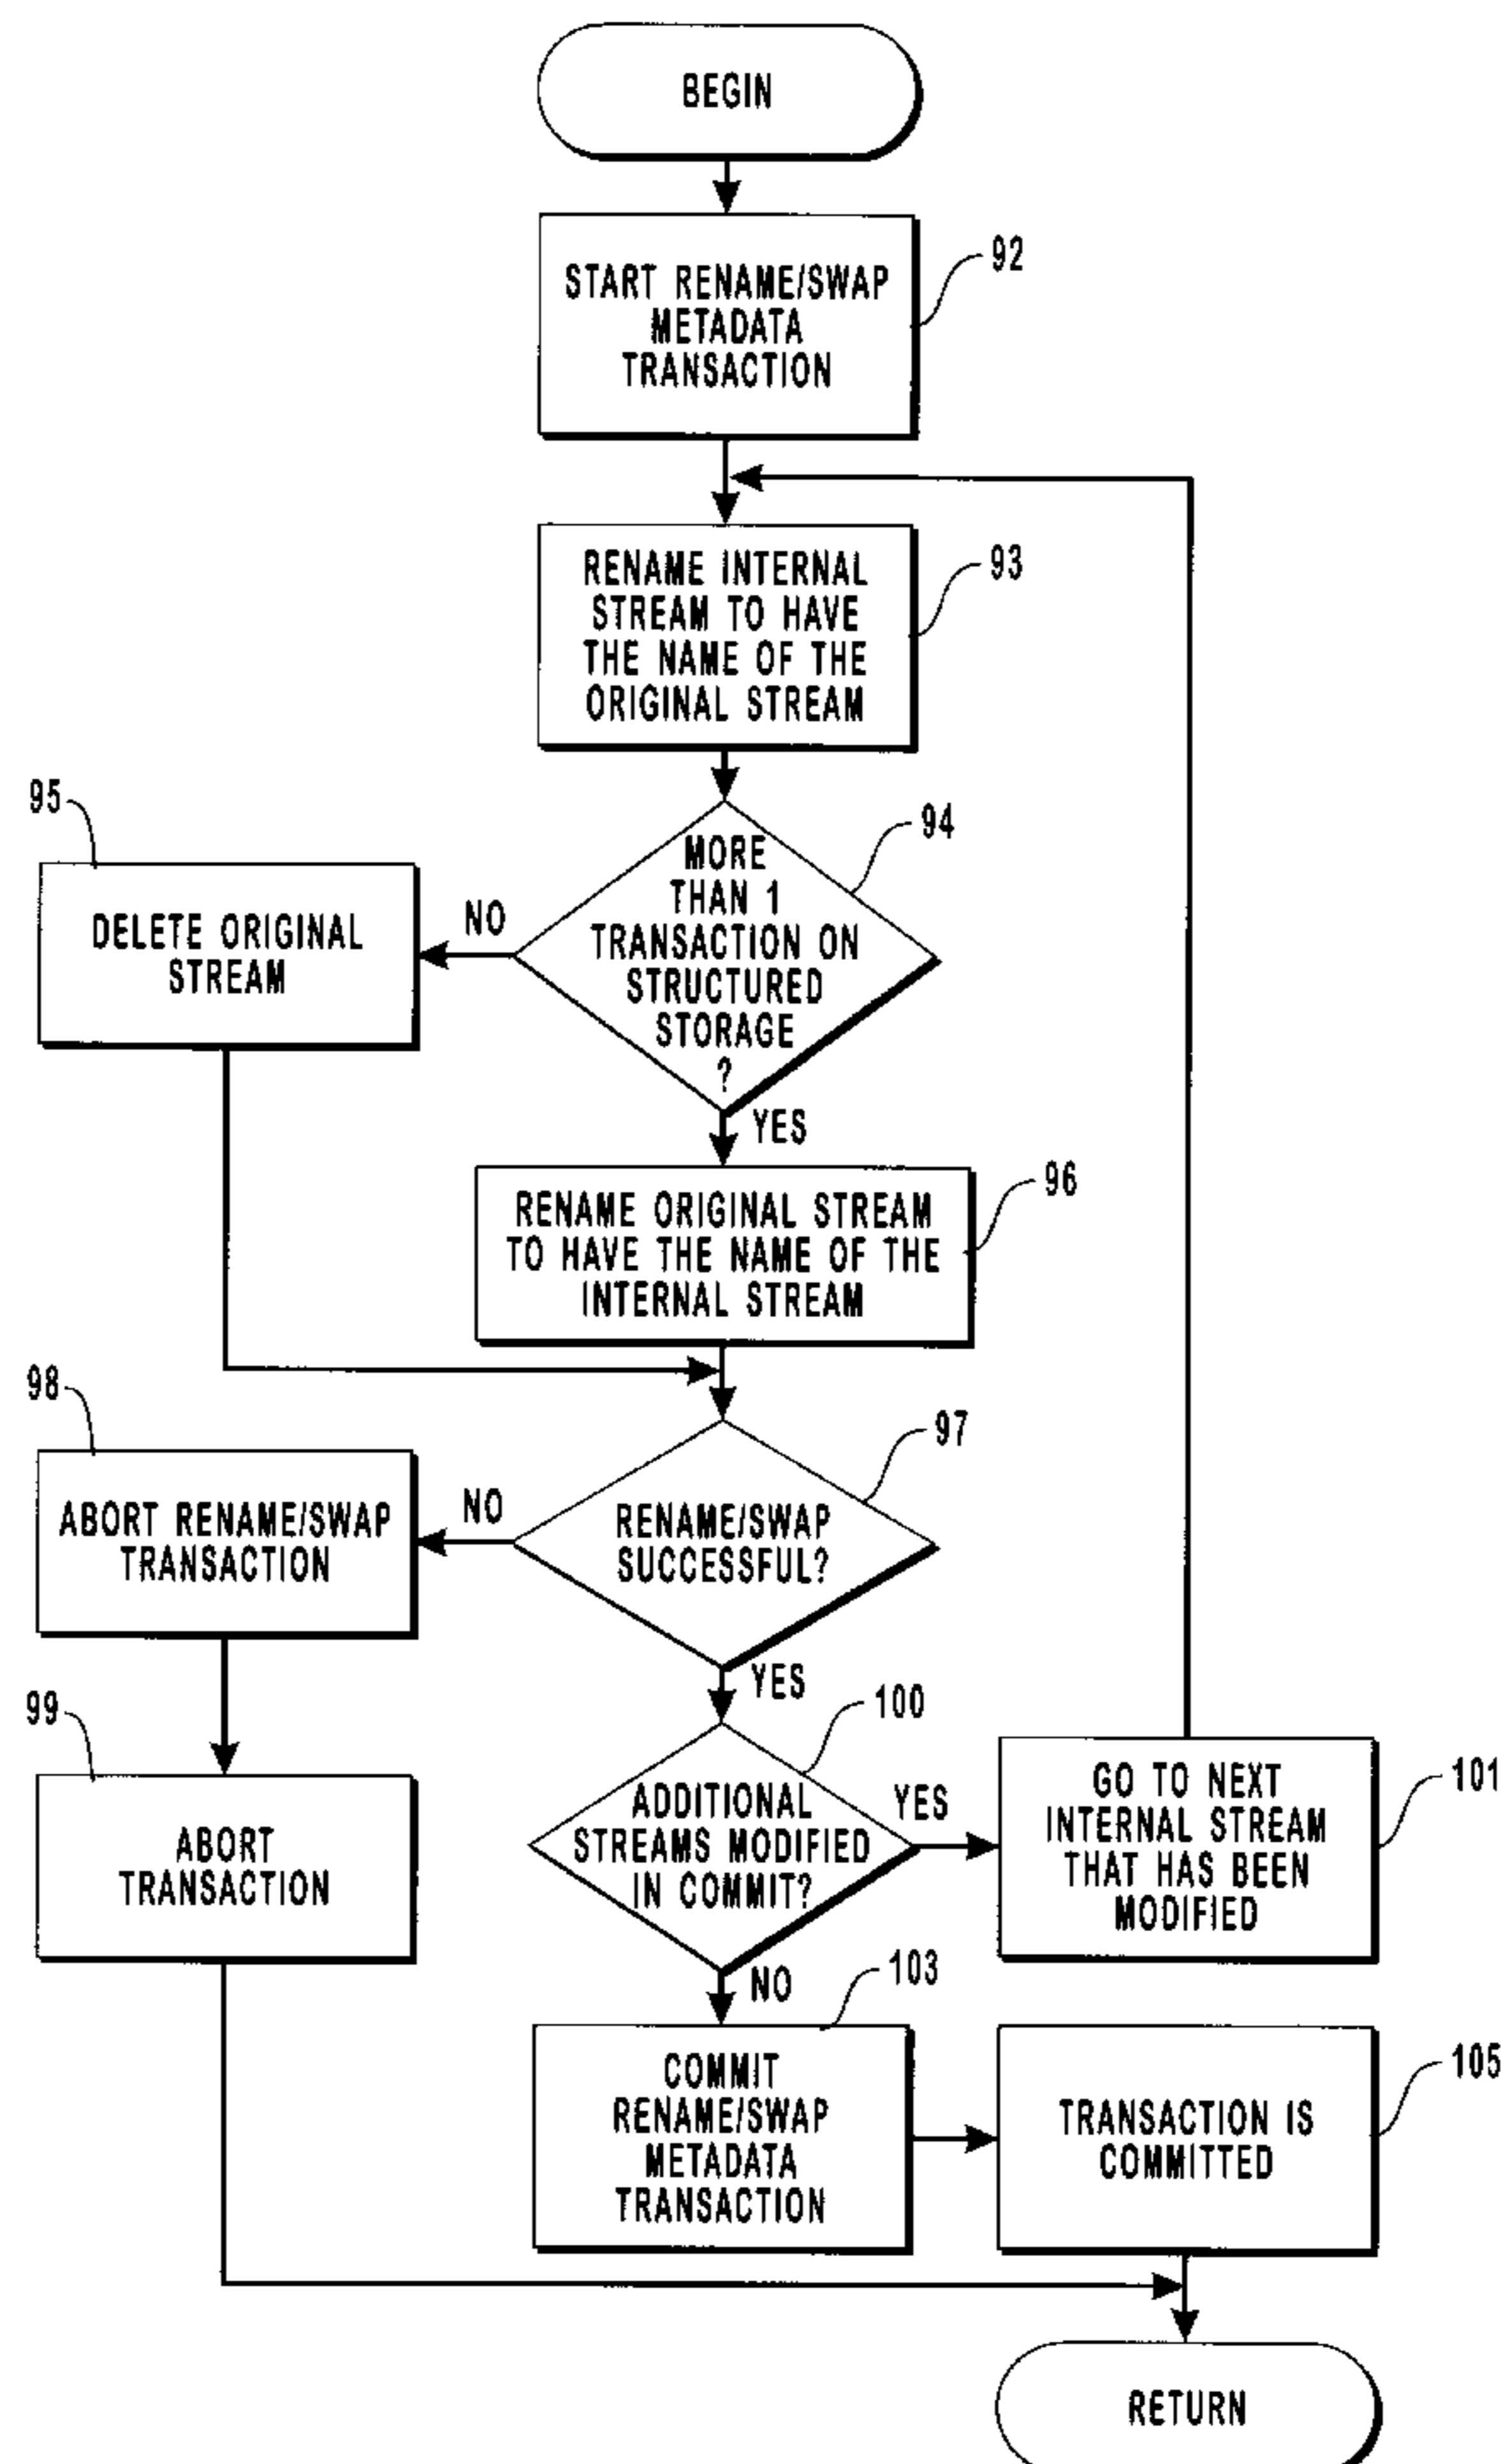 BEGIN
START RENAME/SWAP
METADATA
TRANSACTION
92
RENAME INTERNAL
STREAM TO HAVE
THE NAME OF THE
ORIGINAL STREAM
93
95
DELETE ORIGINAL
STREAM
NO
MORE
THAN 1
TRANSACTION ON
STRUCTURED
STORAGE
?
94
YES
RENAME ORIGINAL STREAM
TO HAVE THE NAME OF THE
INTERNAL STREAM
96
98
ABORT RENAME/SWAP
TRANSACTION
NO
RENAME/SWAP
SUCCESSFUL?
97
YES
99
ABORT
TRANSACTION
ADDITIONAL
STREAMS MODIFIED
IN COMMIT?
100
YES
GO TO NEXT
INTERNAL STREAM
THAT HAS BEEN
MODIFIED
101
NO
COMMIT
RENAME/SWAP
METADATA
TRANSACTION
103
TRANSACTION IS
COMMITTED
105
RETURN